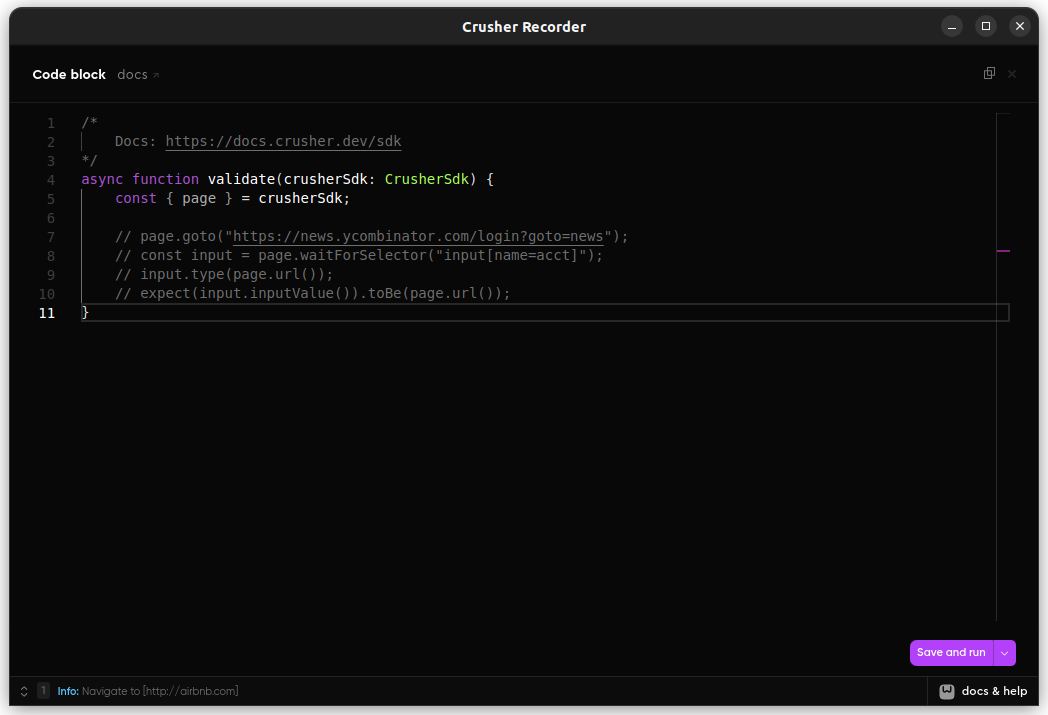 Crusher Recorder
Code block docs
1 /*
2 Docs: https://docs.crusher.dev/sdk
3 */
4 async function validate(crusherSdk: CrusherSdk) {
5 const { page } = crusherSdk;
6
7 // page.goto("https://news.ycombinator.com/login?goto=news");
8 // const input = page.waitForSelector("input[name=acct]");
9 // input.type(page.url());
10 // expect(input.inputValue()).toBe(page.url());
11 }
Save and run
1 Info: Navigate to [http://airbnb.com]
docs & help